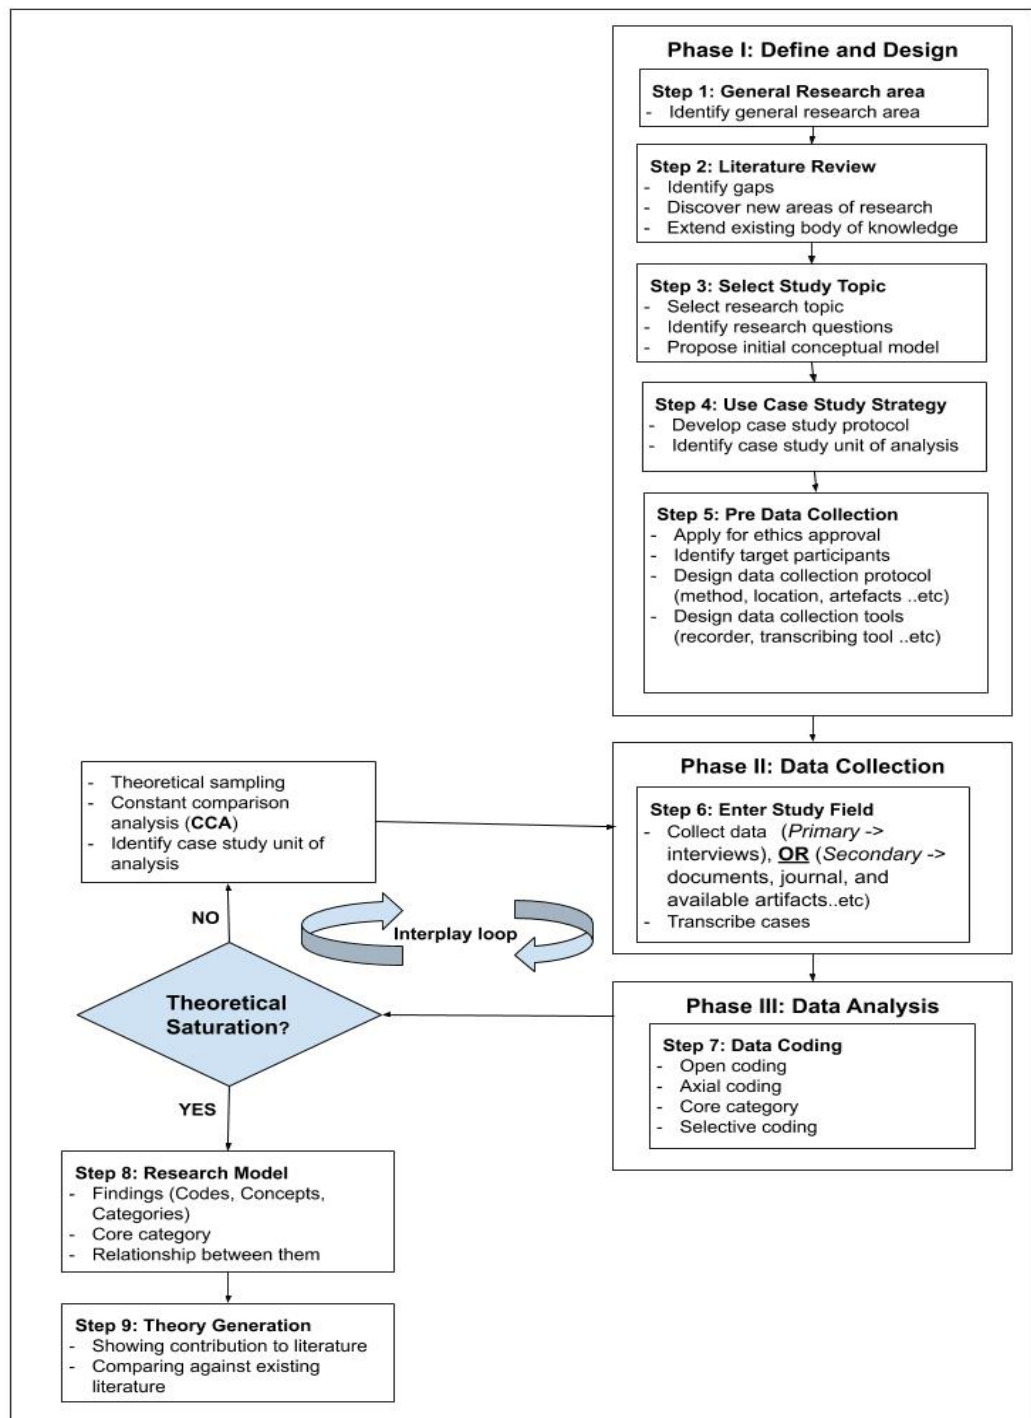 Phase I: Define and Design
Step 1: General Research area
- Identify general research area
Step 2: Literature Review
- Identify gaps
- Discover new areas of research
- Extend existing body of knowledge
Step 3: Select Study Topic
- Select research topic
- Identify research questions
- Propose initial conceptual model
Step 4: Use Case Study Strategy
- Develop case study protocol
- Identify case study unit of analysis
Step 5: Pre Data Collection
- Apply for ethics approval
- Identify target participants
- Design data collection protocol
(method, location, artefacts ..etc)
- Design data collection tools
(recorder, transcribing tool ..etc)
Phase II: Data Collection
Step 6: Enter Study Field
- Collect data (Primary ->
interviews), OR (Secondary ->
documents, journal, and
available artifacts..etc)
- Transcribe cases
Phase III: Data Analysis
Step 7: Data Coding
- Open coding
- Axial coding
- Core category
- Selective coding
- Theoretical sampling
- Constant comparison
analysis (CCA)
- Identify case study unit of
analysis
NO
Interplay loop
Theoretical
Saturation?
YES
Step 8: Research Model
- Findings (Codes, Concepts,
Categories)
- Core category
- Relationship between them
Step 9: Theory Generation
- Showing contribution to literature
- Comparing against existing
literature